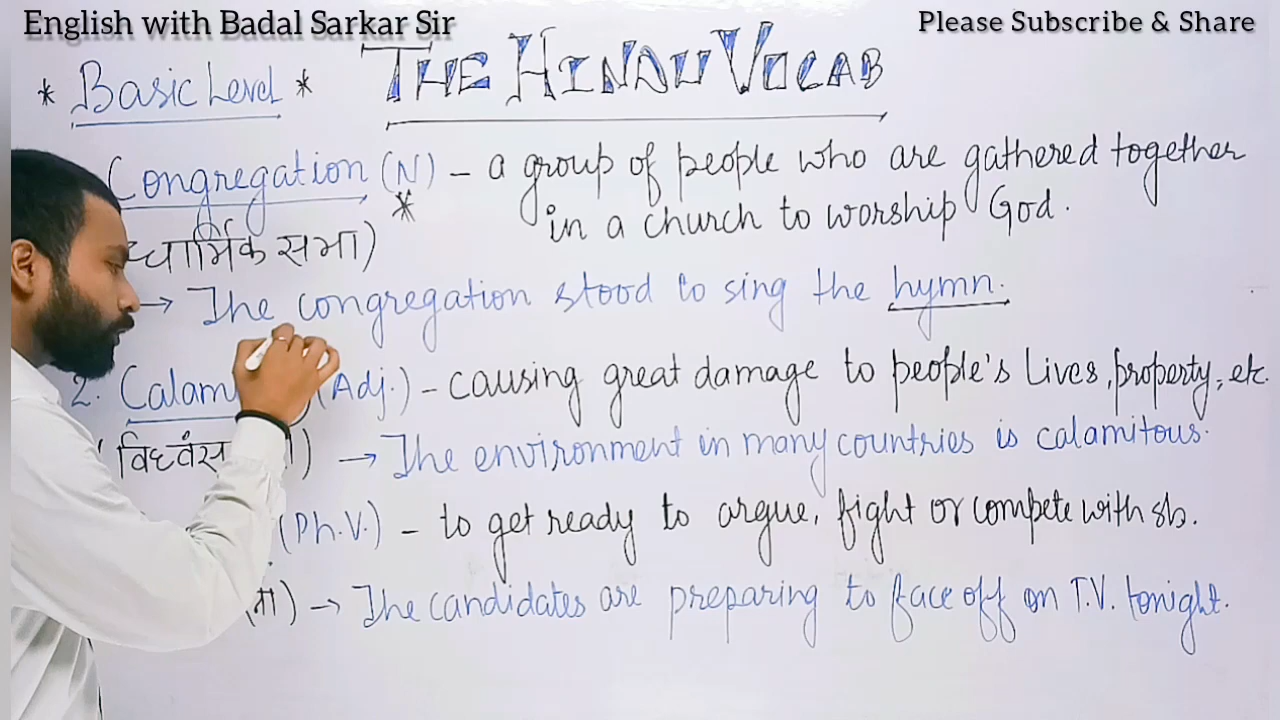 English with Badal Sarkar Sir
Please Subscribe & Share
* Basic Level *
THE HINDU VOCAB
Congregation (N) – a group of people who are gathered together
* in a church to worship God.
धार्मिक सभा)
→ The congregation stood to sing the hymn.
2. (Adj.) – causing great damage to people's lives, property, etc.
→ The environment in many countries is calamitous.
(Ph.V.) – to get ready to argue, fight or compete with sb.
→ The candidates are preparing to face off on T.V. tonight.